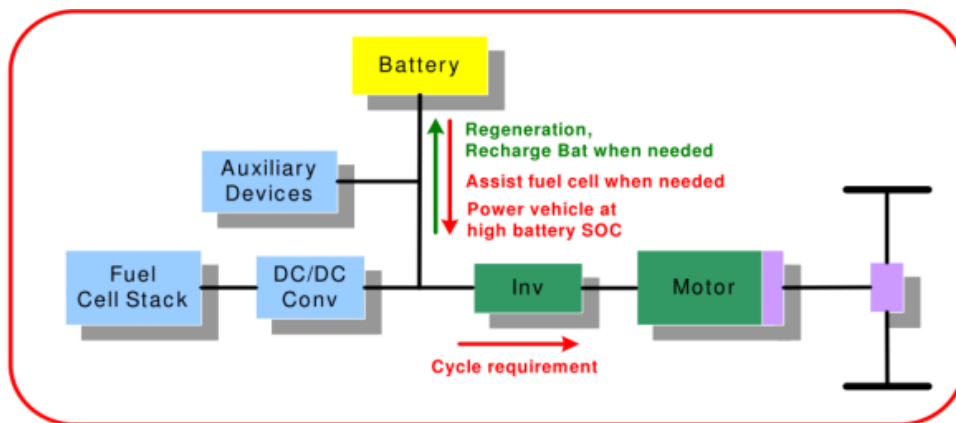 Battery
Regeneration,
Recharge Bat when needed
Auxiliary
Devices
Assist fuel cell when needed
Power vehicle at
high battery SOC
Fuel
Cell Stack
DC/DC
Conv
Inv
Motor
Cycle requirement